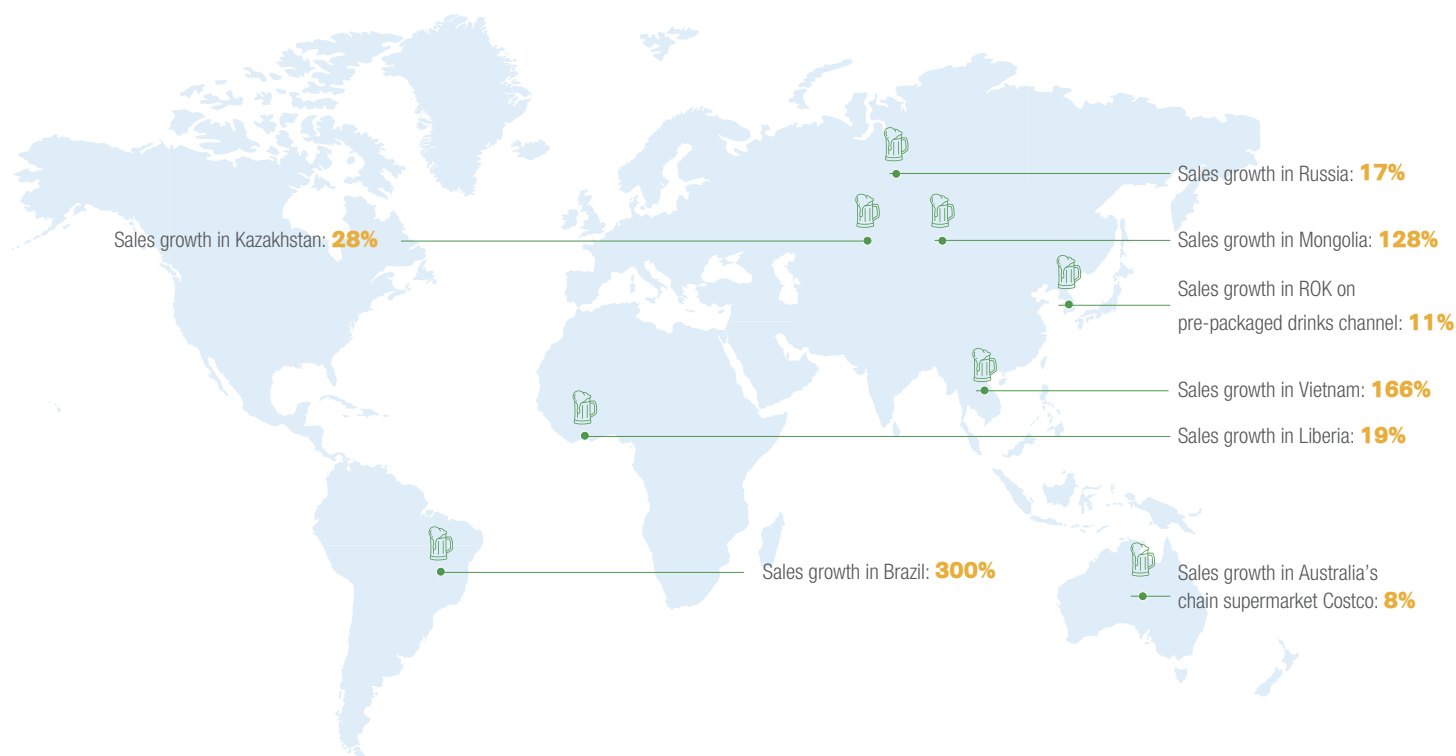 Sales growth in Russia: 17%
Sales growth in Kazakhstan: 28%
Sales growth in Mongolia: 128%
Sales growth in ROK on
pre-packaged drinks channel: 11%
Sales growth in Vietnam: 166%
Sales growth in Liberia: 19%
Sales growth in Brazil: 300%
Sales growth in Australia’s
chain supermarket Costco: 8%